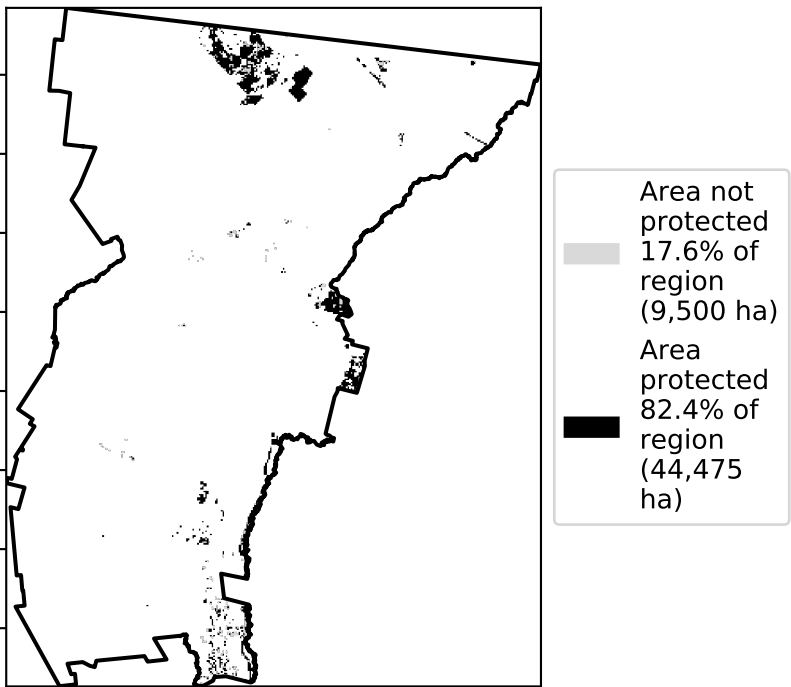 Area not
protected
17.6% of
region
(9,500 ha)
Area
protected
82.4% of
region
(44,475
ha)